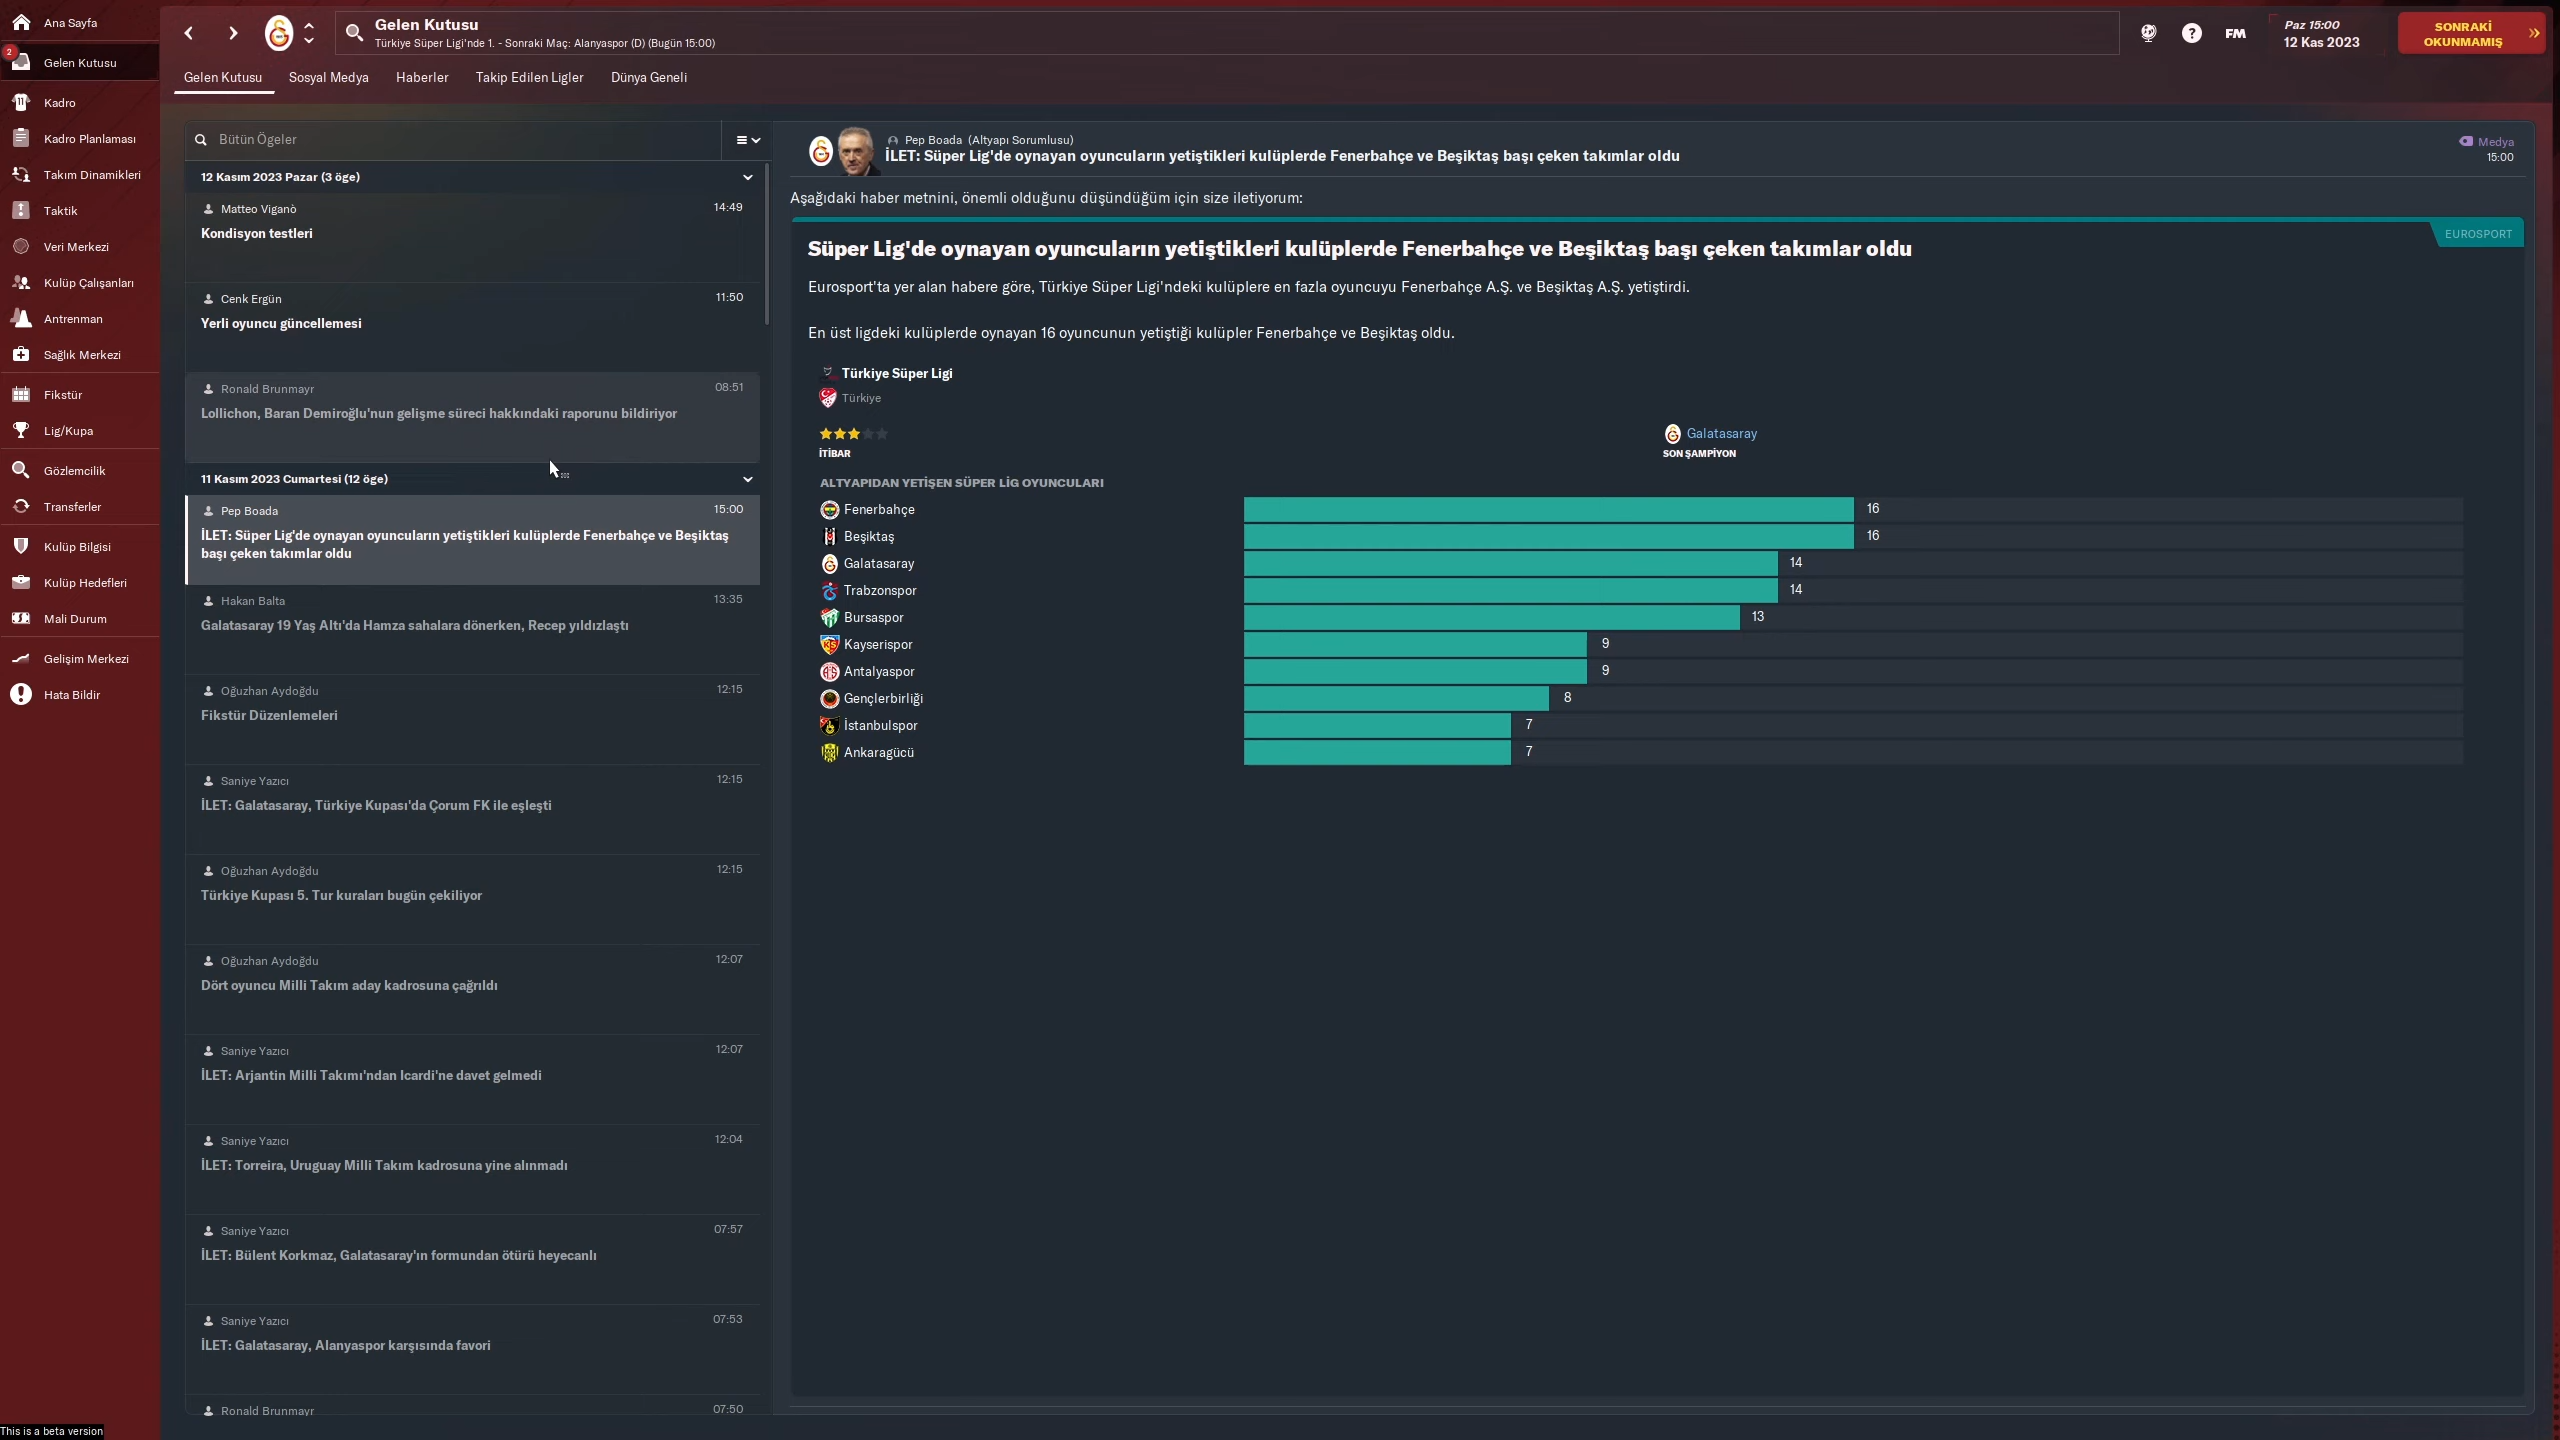 Ana Sayfa
2
Gelen Kutusu
Kadro
Kadro Planlaması
Takım Dinamikleri
Taktik
Veri Merkezi
Kulüp Çalışanları
Antrenman
Sağlık Merkezi
Fikstür
Lig/Kupa
Gözlemcilik
Transferler
Kulüp Bilgisi
Kulüp Hedefleri
Mali Durum
Gelişim Merkezi
Hata Bildir
This is a beta version
Gelen Kutusu
Türkiye Süper Ligi'nde 1. - Sonraki Maç: Alanyaspor (D) (Bugün 15:00)
FM
Paz 15:00
12 Kas 2023
SONRAKİ
OKUNMAMIŞ
Gelen Kutusu Sosyal Medya Haberler Takip Edilen Ligler Dünya Geneli
Bütün Ögeler
12 Kasım 2023 Pazar (3 öge)
Matteo Viganò 14:49
Kondisyon testleri
Cenk Ergün 11:50
Yerli oyuncu güncellemesi
Ronald Brunmayr 08:51
Lollichon, Baran Demiroğlu'nun gelişme süreci hakkındaki raporunu bildiriyor
11 Kasım 2023 Cumartesi (12 öge)
Pep Boada 15:00
İLET: Süper Lig'de oynayan oyuncuların yetiştikleri kulüplerde Fenerbahçe ve Beşiktaş
başı çeken takımlar oldu
Hakan Balta 13:35
Galatasaray 19 Yaş Altı'da Hamza sahalara dönerken, Recep yıldızlaştı
Oğuzhan Aydoğdu 12:15
Fikstür Düzenlemeleri
Saniye Yazıcı 12:15
İLET: Galatasaray, Türkiye Kupası'da Çorum FK ile eşleşti
Oğuzhan Aydoğdu 12:15
Türkiye Kupası 5. Tur kuraları bugün çekiliyor
Oğuzhan Aydoğdu 12:07
Dört oyuncu Milli Takım aday kadrosuna çağrıldı
Saniye Yazıcı 12:07
İLET: Arjantin Milli Takımı'ndan Icardi'ne davet gelmedi
Saniye Yazıcı 12:04
İLET: Torreira, Uruguay Milli Takım kadrosuna yine alınmadı
Saniye Yazıcı 07:57
İLET: Bülent Korkmaz, Galatasaray'ın formundan ötürü heyecanlı
Saniye Yazıcı 07:53
İLET: Galatasaray, Alanyaspor karşısında favori
Ronald Brunmayr 07:50
Pep Boada (Altyapı Sorumlusu)
İLET: Süper Lig'de oynayan oyuncuların yetiştikleri kulüplerde Fenerbahçe ve Beşiktaş başı çeken takımlar oldu
Medya
15:00
Aşağıdaki haber metnini, önemli olduğunu düşündüğüm için size iletiyorum:
EUROSPORT
Süper Lig'de oynayan oyuncuların yetiştikleri kulüplerde Fenerbahçe ve Beşiktaş başı çeken takımlar oldu
Eurosport'ta yer alan habere göre, Türkiye Süper Ligi'ndeki kulüplere en fazla oyuncuyu Fenerbahçe A.Ş. ve Beşiktaş A.Ş. yetiştirdi.
En üst ligdeki kulüplerde oynayan 16 oyuncunun yetiştiği kulüpler Fenerbahçe ve Beşiktaş oldu.
Türkiye Süper Ligi
Türkiye
İTİBAR
Galatasaray
SON ŞAMPİYON
ALTYAPIDAN YETİŞEN SÜPER LİG OYUNCULARI
Fenerbahçe 16
Beşiktaş 16
Galatasaray 14
Trabzonspor 14
Bursaspor 13
Kayserispor 9
Antalyaspor 9
Gençlerbirliği 8
İstanbulspor 7
Ankaragücü 7